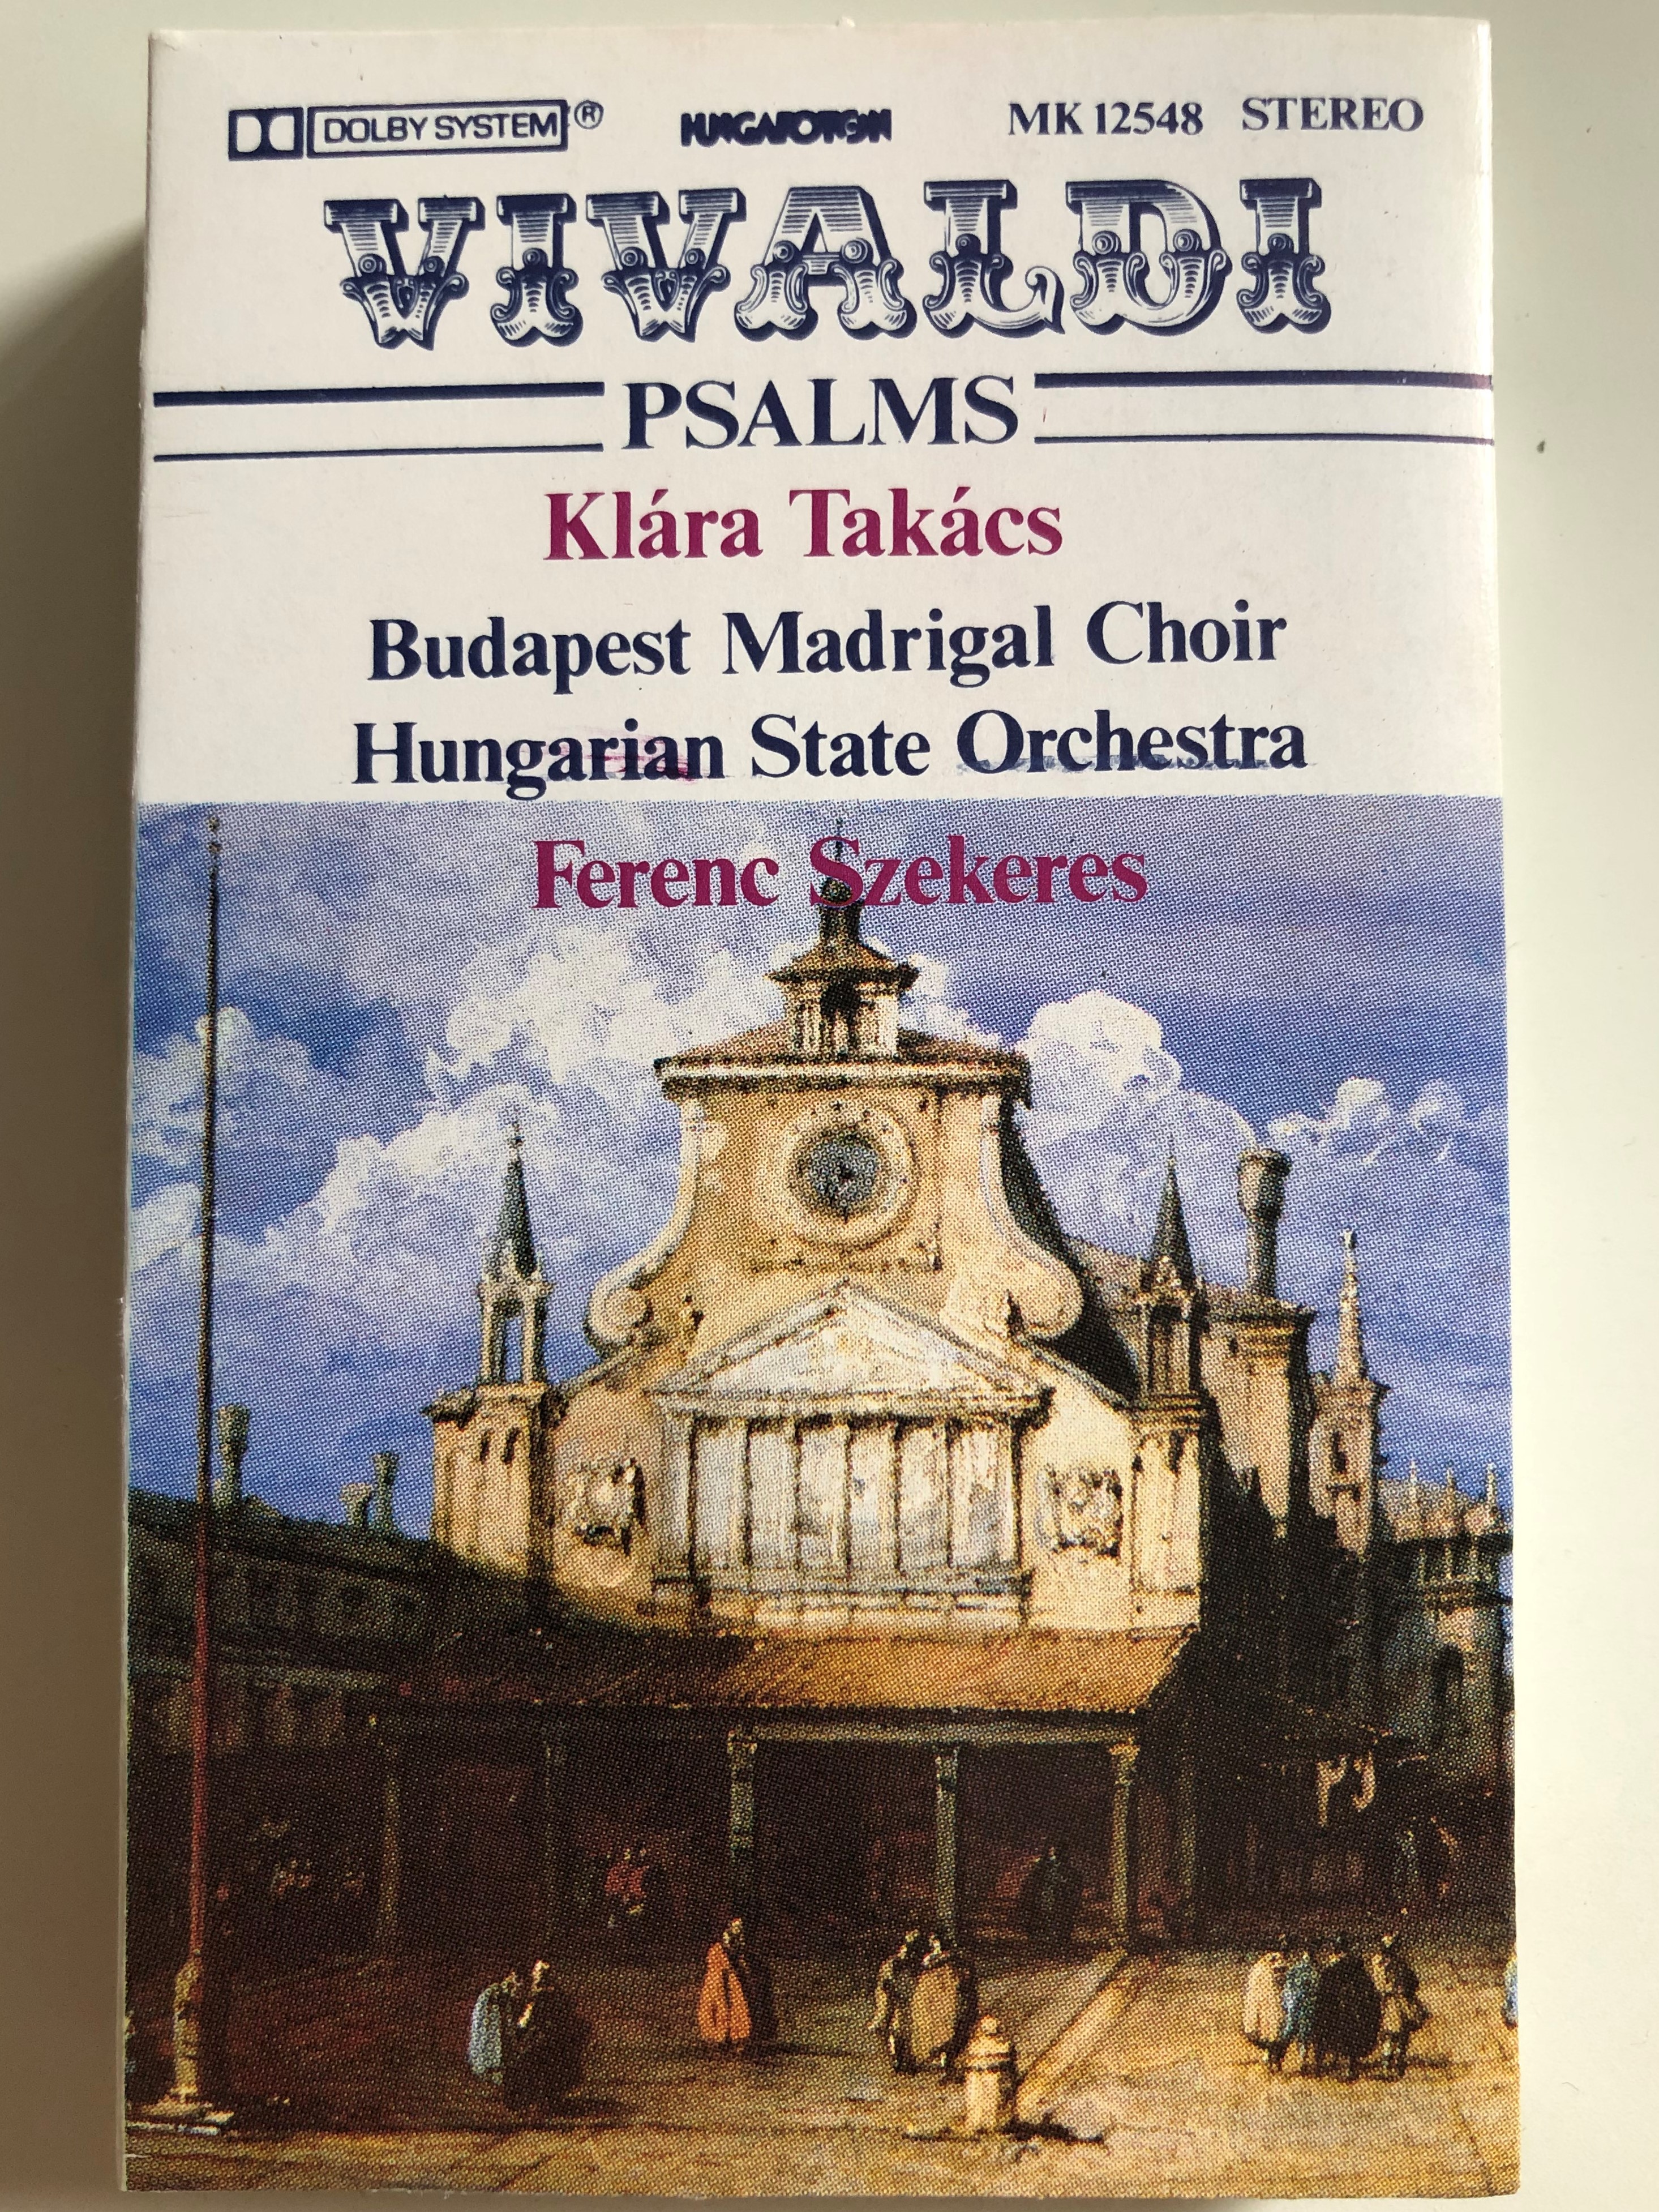 DOLBY SYSTEM® HUNGAROTON MK 12548 STEREO
VIVALDI
PSALMS
Klára Takács
Budapest Madrigal Choir
Hungarian State Orchestra
Ferenc Szekeres